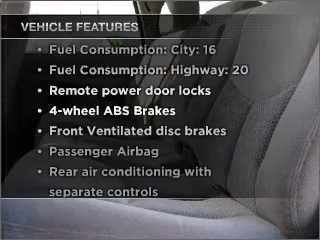 VEHICLE FEATURES
• Fuel Consumption: City: 16
• Fuel Consumption: Highway: 20
• Remote power door locks
• 4-wheel ABS Brakes
• Front Ventilated disc brakes
• Passenger Airbag
• Rear air conditioning with
separate controls